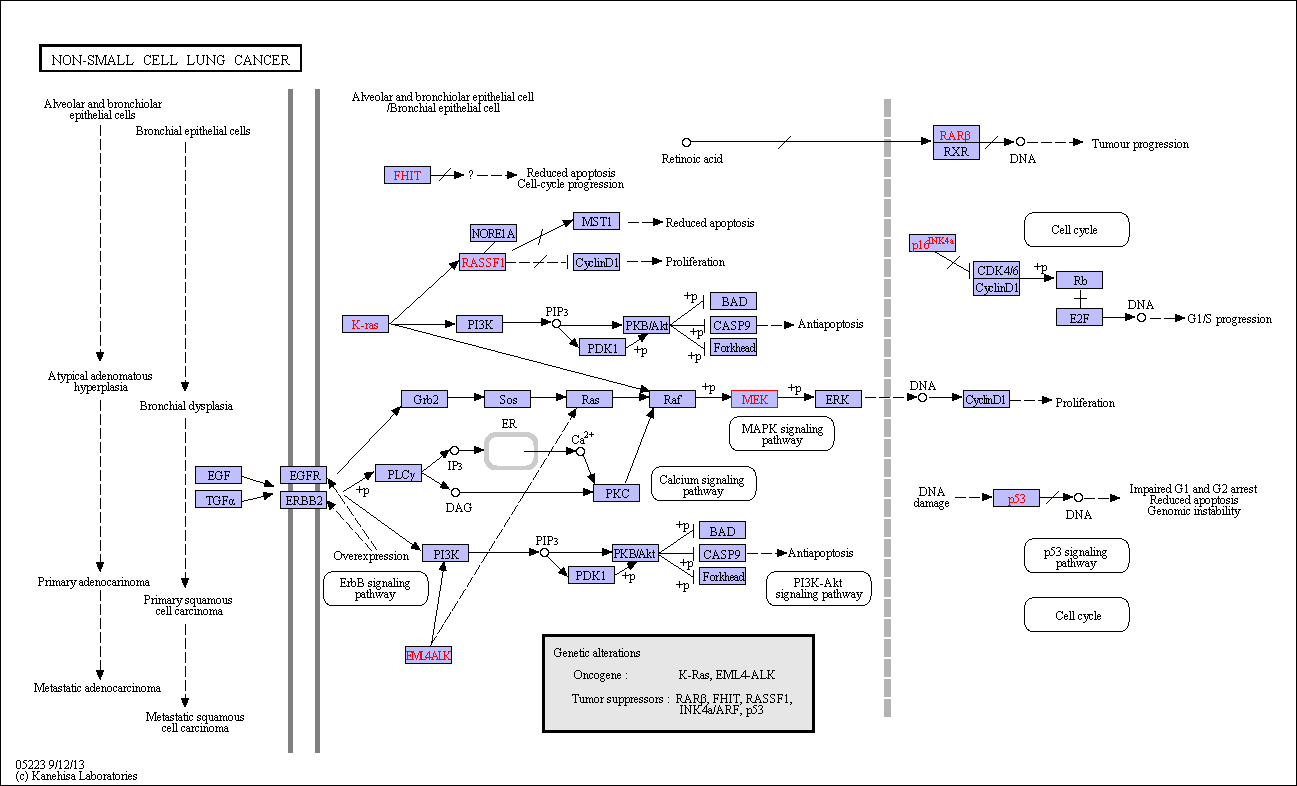 NON-SMALL CELL LUNG CANCER
Alveolar and bronchiolar
epithelial cells
Bronchial epithelial cells
Atypical adenomatous
hyperplasia
Bronchial dysplasia
Primary adenocarinoma
Primary squamous
cell carcinoma
Metastatic adenocarcinoma
Metastatic squamous
cell carcinoma
Alveolar and bronchiolar epithelial cell
/Bronchial epithelial cell
Retinoic acid
RARβ
RXR
DNA
Tumour progression
FHIT
?
Reduced apoptosis
Cell-cycle progression
NORE1A
MST1
Reduced apoptosis
RASSF1
CyclinD1
Proliferation
p16INK4a
Cell cycle
CDK4/6
CyclinD1
+p
Rb
E2F
DNA
G1/S progression
K-ras
PI3K
PIP3
PKB/Akt
PDK1
+p
+p
+p
+p
BAD
CASP9
Forkhead
Antiapoptosis
Grb2
Sos
Ras
Raf
+p
MEK
+p
ERK
DNA
CyclinD1
Proliferation
MAPK signaling
pathway
ER
IP3
Ca2+
PLCγ
+p
DAG
PKC
Calcium signaling
pathway
EGF
TGFα
EGFR
ERBB2
Overexpression
ErbB signaling
pathway
PI3K
PIP3
PKB/Akt
PDK1
+p
+p
+p
+p
BAD
CASP9
Forkhead
Antiapoptosis
PI3K-Akt
signaling pathway
DNA
damage
p53
DNA
Impaired G1 and G2 arrest
Reduced apoptosis
Genomic instability
p53 signaling
pathway
Cell cycle
EML4ALK
Genetic alterations
Oncogene : K-Ras, EML4-ALK
Tumor suppressors : RARβ, FHIT, RASSF1,
INK4a/ARF, p53
05223 9/12/13
(c) Kanehisa Laboratories